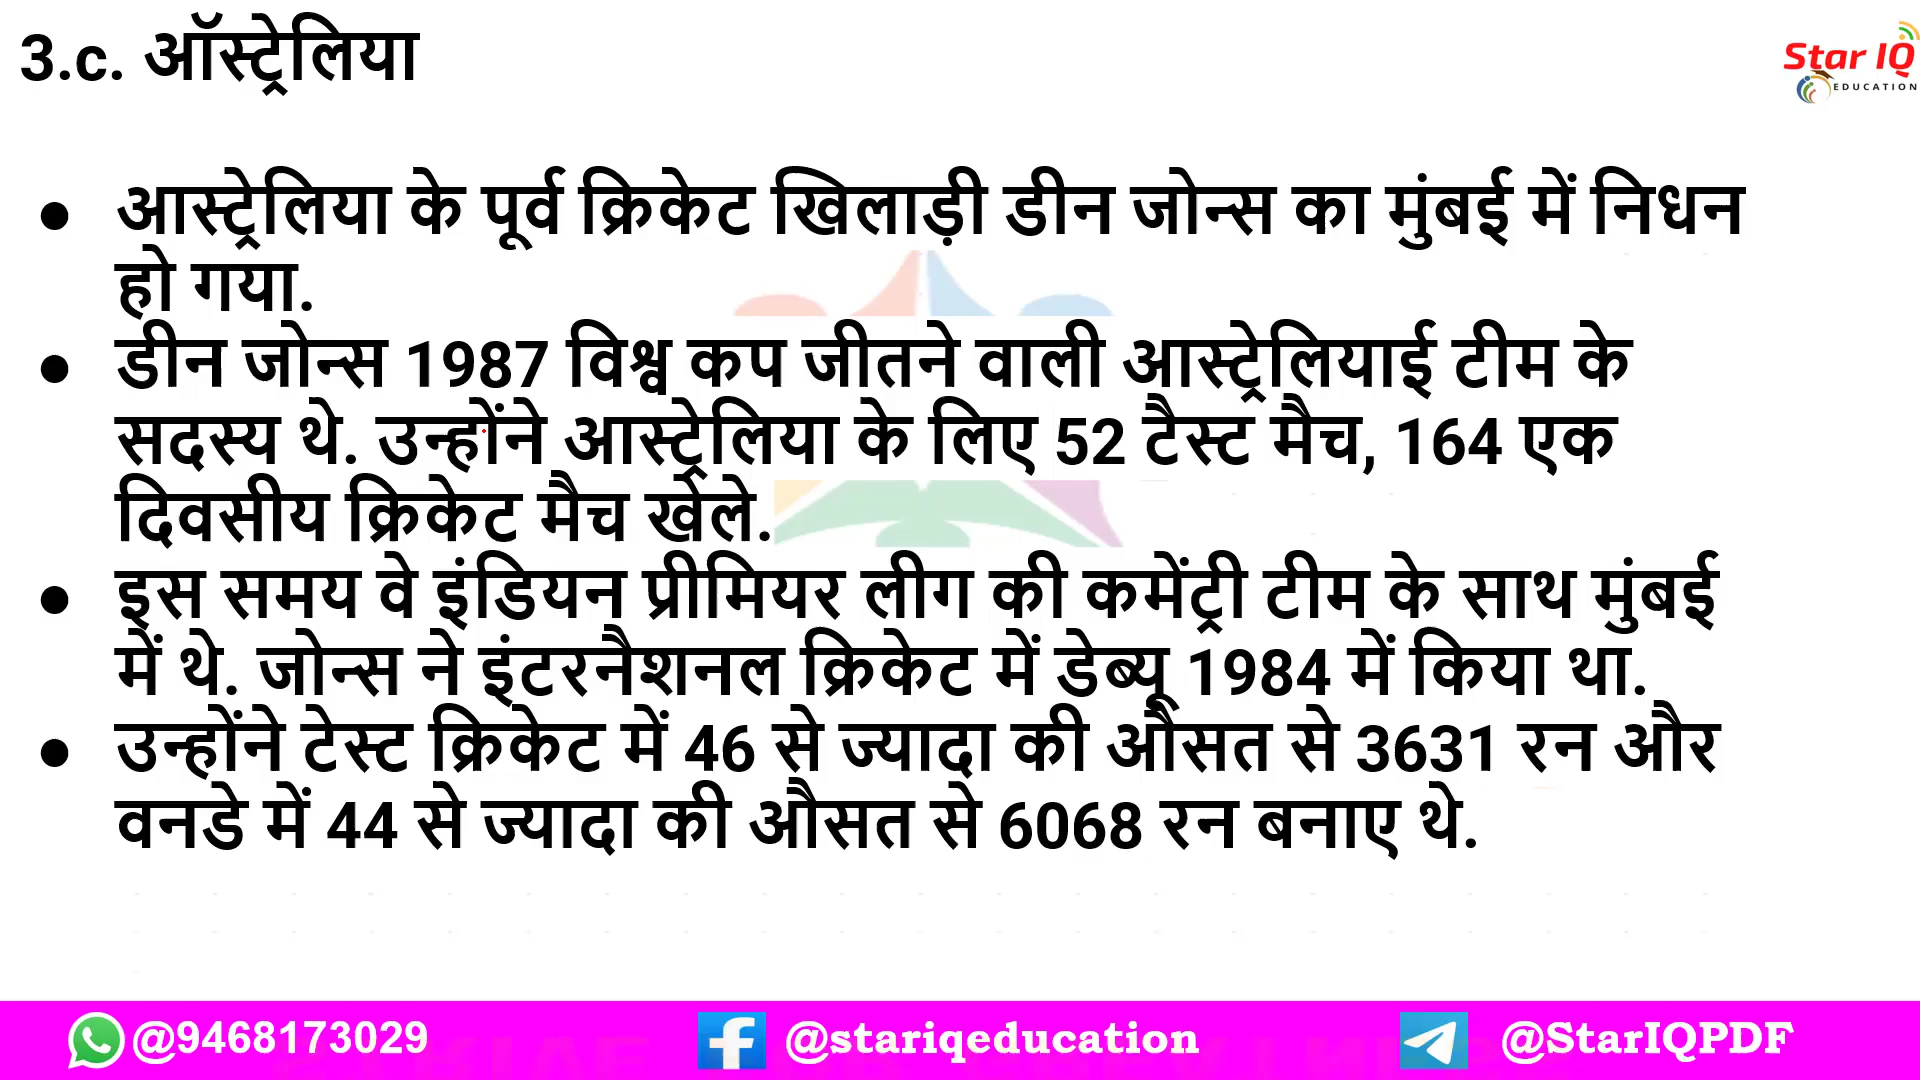 3.c. ऑस्ट्रेलिया
Star IQ
EDUCATION
● आस्ट्रेलिया के पूर्व क्रिकेट खिलाड़ी डीन जोन्स का मुंबई में निधन
हो गया.
● डीन जोन्स 1987 विश्व कप जीतने वाली आस्ट्रेलियाई टीम के
सदस्य थे. उन्होंने आस्ट्रेलिया के लिए 52 टैस्ट मैच, 164 एक
दिवसीय क्रिकेट मैच खेले.
● इस समय वे इंडियन प्रीमियर लीग की कमेंट्री टीम के साथ मुंबई
में थे. जोन्स ने इंटरनैशनल क्रिकेट में डेब्यू 1984 में किया था.
● उन्होंने टेस्ट क्रिकेट में 46 से ज्यादा की औसत से 3631 रन और
वनडे में 44 से ज्यादा की औसत से 6068 रन बनाए थे.
@9468173029 @stariqeducation @StarIQPDF